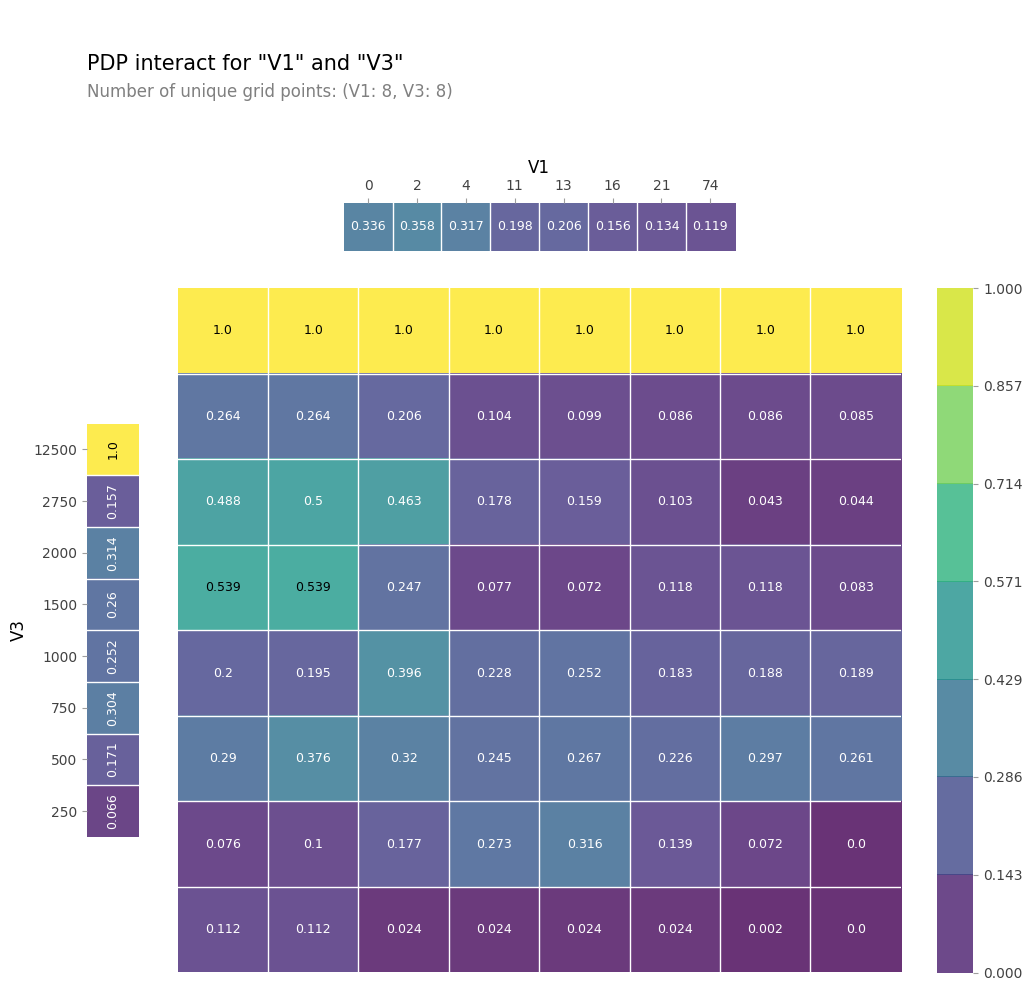 PDP interact for "V1" and "V3"
Number of unique grid points: (V1: 8, V3: 8)
V1
0 2 4 11 13 16 21 74
0.336 0.358 0.317 0.198 0.206 0.156 0.134 0.119
1.000
1.0 1.0 1.0 1.0 1.0 1.0 1.0 1.0
0.857
0.264 0.264 0.206 0.104 0.099 0.086 0.086 0.085
12500 1.0
0.714
2750 0.157
0.488 0.5 0.463 0.178 0.159 0.103 0.043 0.044
2000 0.314
0.571
0.539 0.539 0.247 0.077 0.072 0.118 0.118 0.083
1500 0.26
V3
1000 0.252
0.2 0.195 0.396 0.228 0.252 0.183 0.188 0.189
0.429
750 0.304
500 0.171
0.29 0.376 0.32 0.245 0.267 0.226 0.297 0.261
0.286
250 0.066
0.076 0.1 0.177 0.273 0.316 0.139 0.072 0.0
0.143
0.112 0.112 0.024 0.024 0.024 0.024 0.002 0.0
0.000